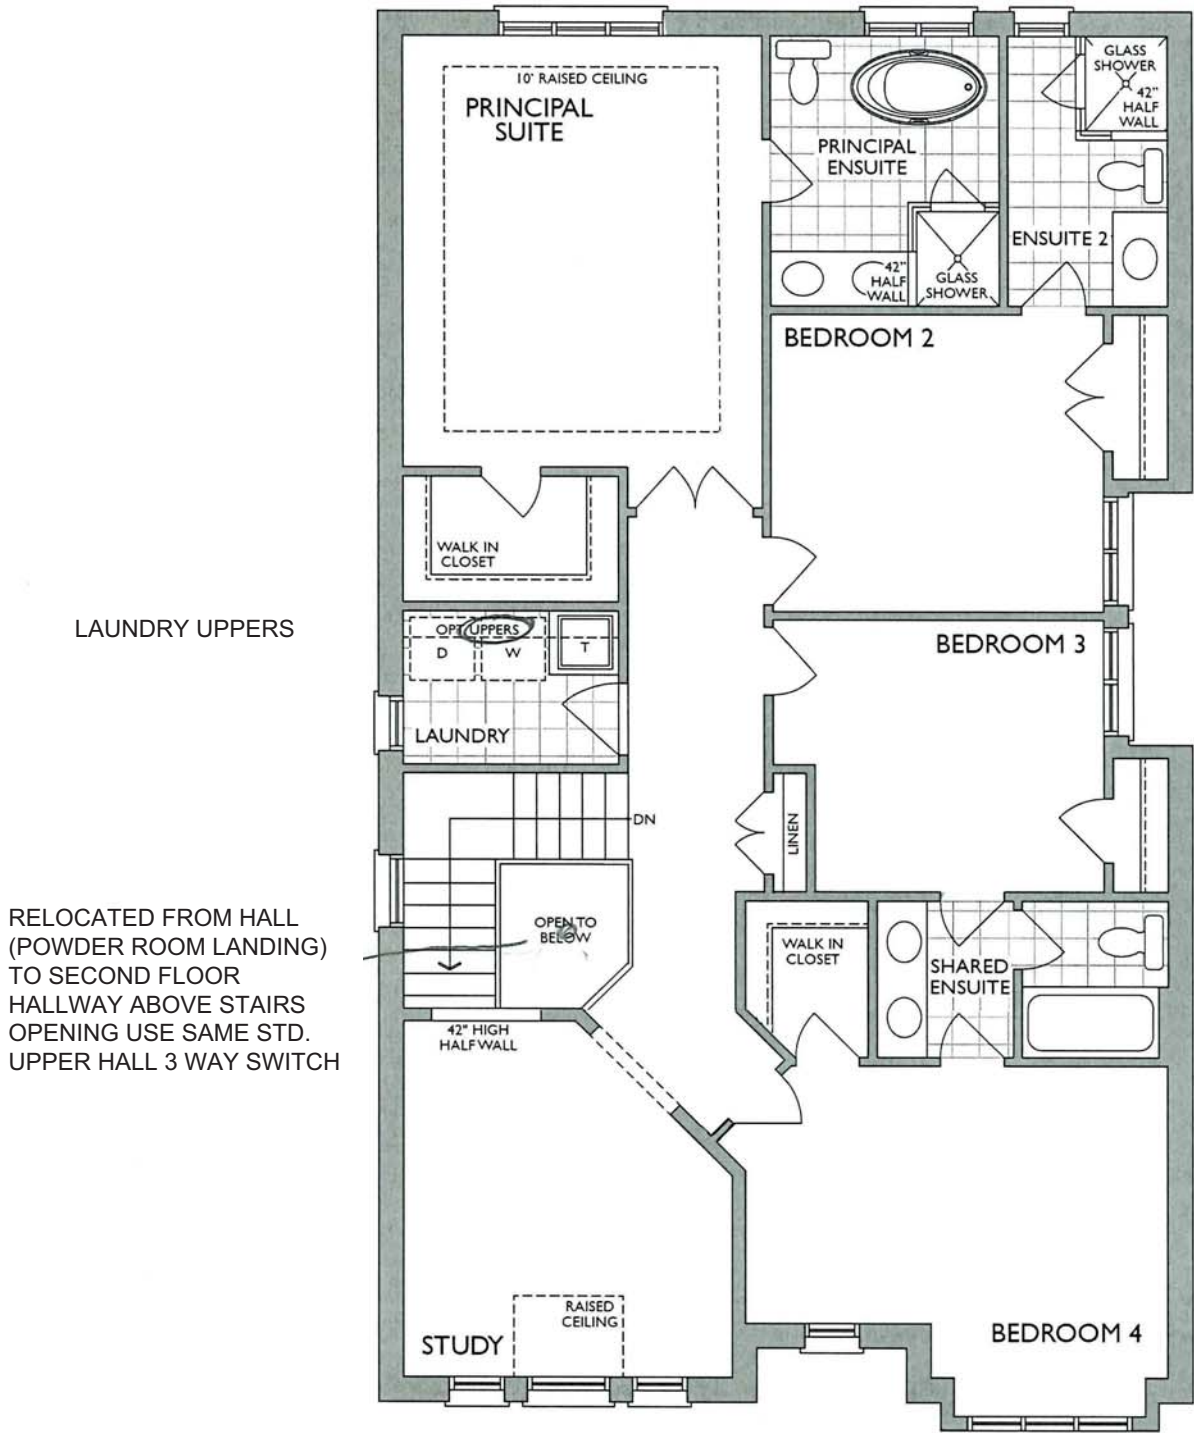 10' RAISED CEILING
PRINCIPAL
SUITE
PRINCIPAL
ENSUITE
GLASS
SHOWER
42"
HALF
WALL
ENSUITE 2
42"
HALF
WALL
GLASS
SHOWER
BEDROOM 2
WALK IN
CLOSET
LAUNDRY UPPERS
OPT UPPERS
D
W
T
LAUNDRY
BEDROOM 3
DN
LINEN
RELOCATED FROM HALL
(POWDER ROOM LANDING)
TO SECOND FLOOR
HALLWAY ABOVE STAIRS
OPENING USE SAME STD.
UPPER HALL 3 WAY SWITCH
OPEN TO
BELOW
WALK IN
CLOSET
SHARED
ENSUITE
42" HIGH
HALF WALL
RAISED
CEILING
STUDY
BEDROOM 4